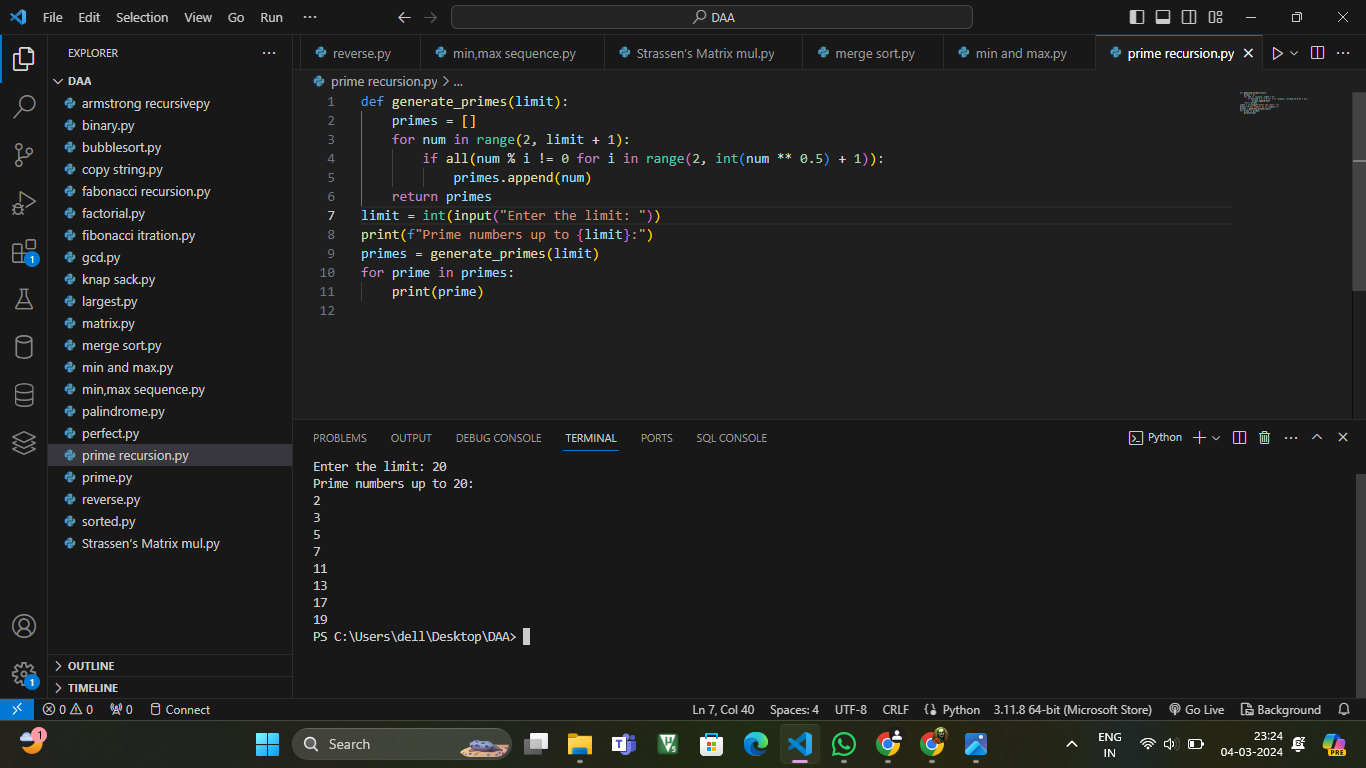 File Edit Selection View Go Run ··· DAA
EXPLORER ···
DAA
armstrong recursivepy
binary.py
bubblesort.py
copy string.py
fabonacci recursion.py
factorial.py
fibonacci itration.py
gcd.py
knap sack.py
largest.py
matrix.py
merge sort.py
min and max.py
min,max sequence.py
palindrome.py
perfect.py
prime recursion.py
prime.py
reverse.py
sorted.py
Strassen's Matrix mul.py
OUTLINE
TIMELINE
1
1
reverse.py min,max sequence.py Strassen's Matrix mul.py merge sort.py min and max.py prime recursion.py
prime recursion.py > ...
1 def generate_primes(limit):
2 primes = []
3 for num in range(2, limit + 1):
4 if all(num % i != 0 for i in range(2, int(num ** 0.5) + 1)):
5 primes.append(num)
6 return primes
7 limit = int(input("Enter the limit: "))
8 print(f"Prime numbers up to {limit}:")
9 primes = generate_primes(limit)
10 for prime in primes:
11 print(prime)
12
PROBLEMS OUTPUT DEBUG CONSOLE TERMINAL PORTS SQL CONSOLE Python
Enter the limit: 20
Prime numbers up to 20:
2
3
5
7
11
13
17
19
PS C:\Users\dell\Desktop\DAA>
0 0 0 Connect Ln 7, Col 40 Spaces: 4 UTF-8 CRLF Python 3.11.8 64-bit (Microsoft Store) Go Live Background
1 Search ENG 23:24
IN 04-03-2024 PRE